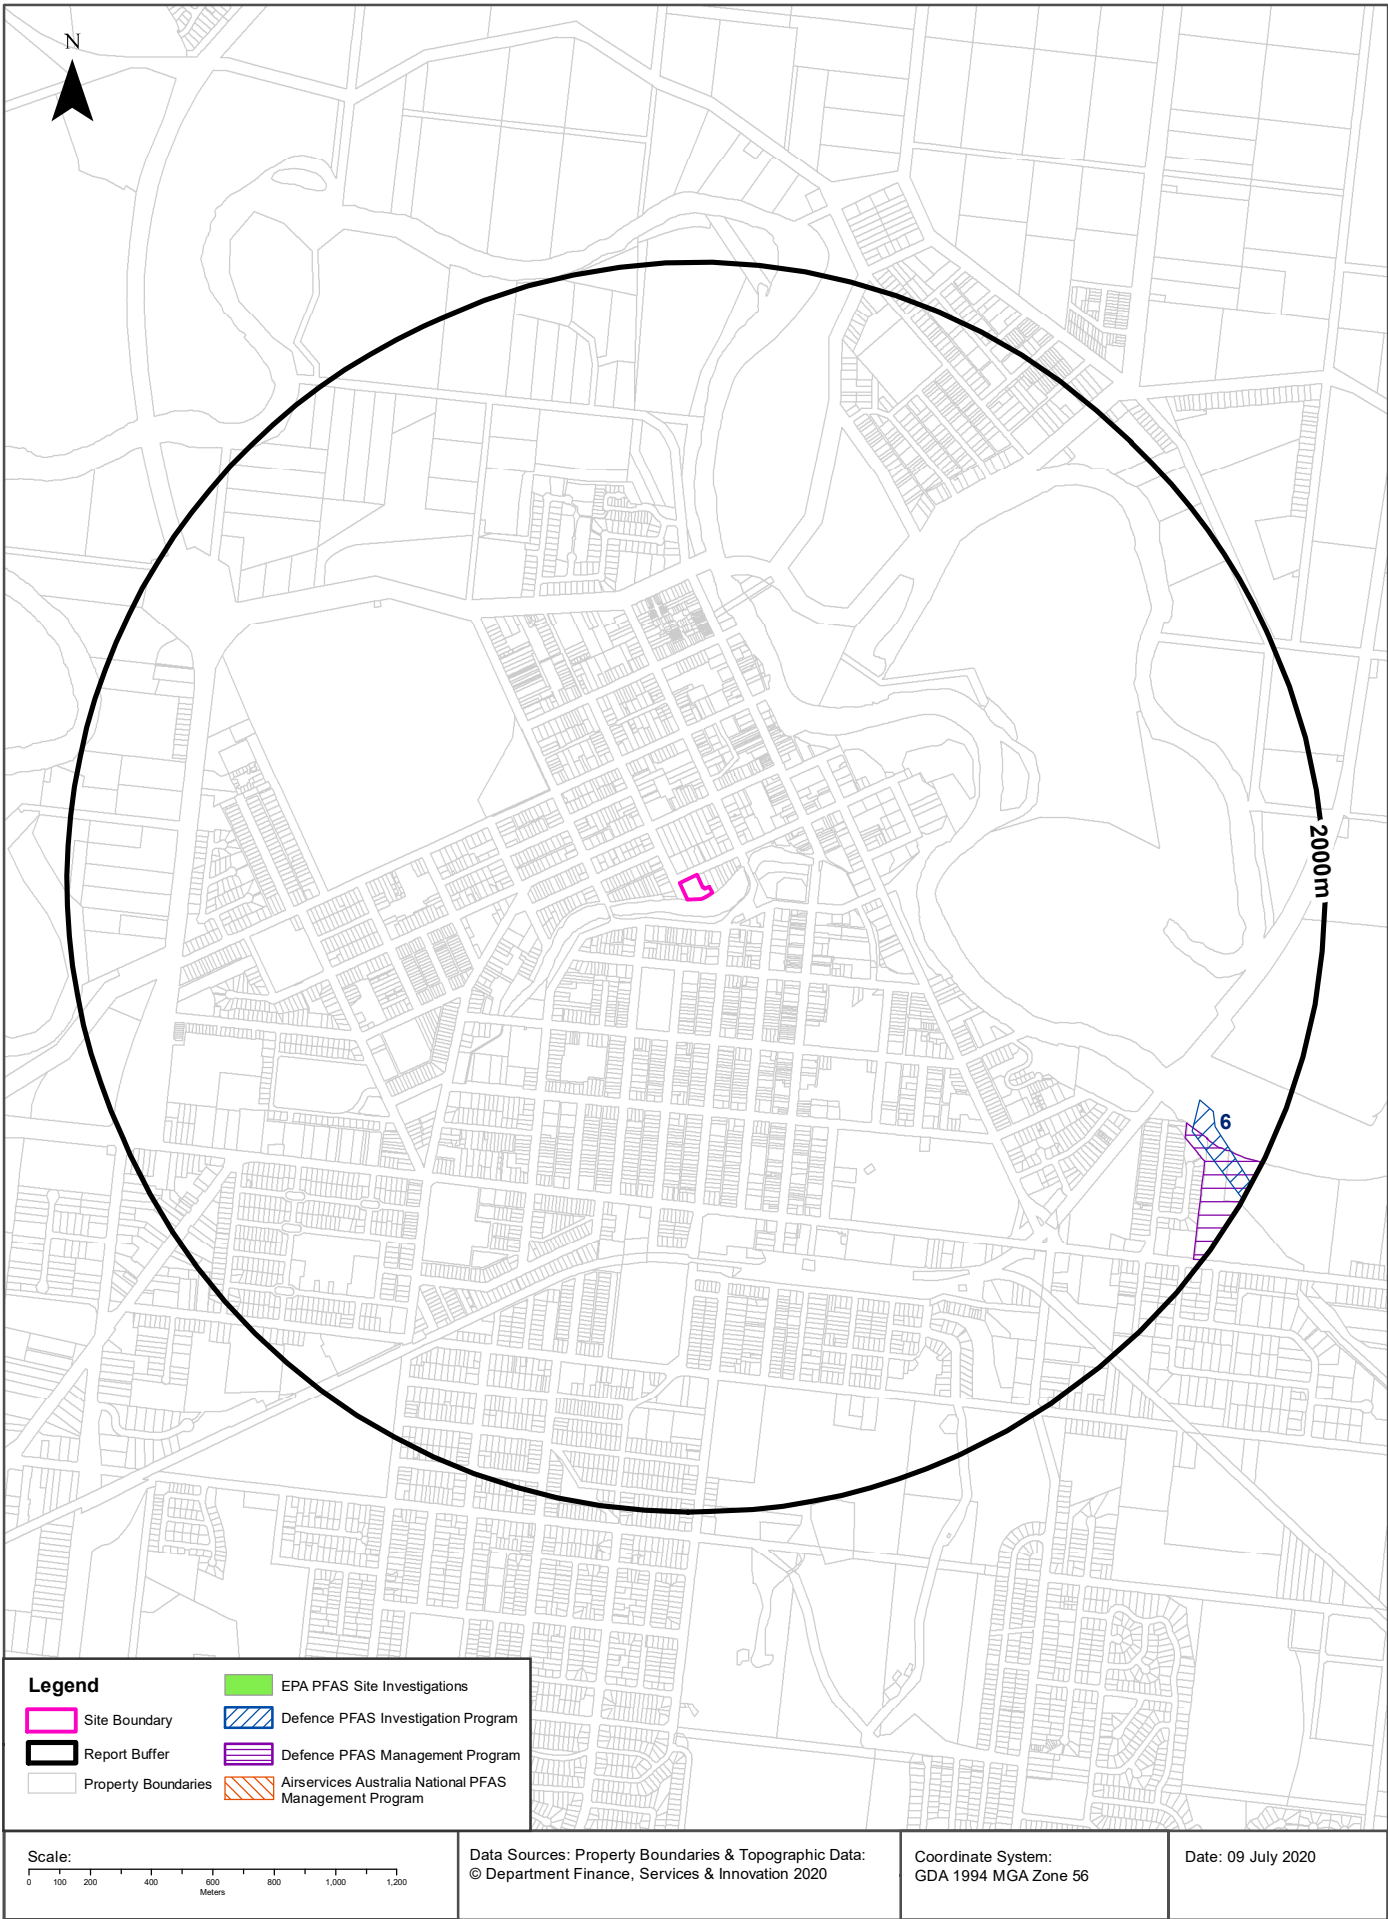 N
2000m
6
Legend
Site Boundary
Report Buffer
Property Boundaries
EPA PFAS Site Investigations
Defence PFAS Investigation Program
Defence PFAS Management Program
Airservices Australia National PFAS
Management Program
Scale:
0 100 200 400 600 800 1,000 1,200
Meters
Data Sources: Property Boundaries & Topographic Data:
© Department Finance, Services & Innovation 2020
Coordinate System:
GDA 1994 MGA Zone 56
Date: 09 July 2020